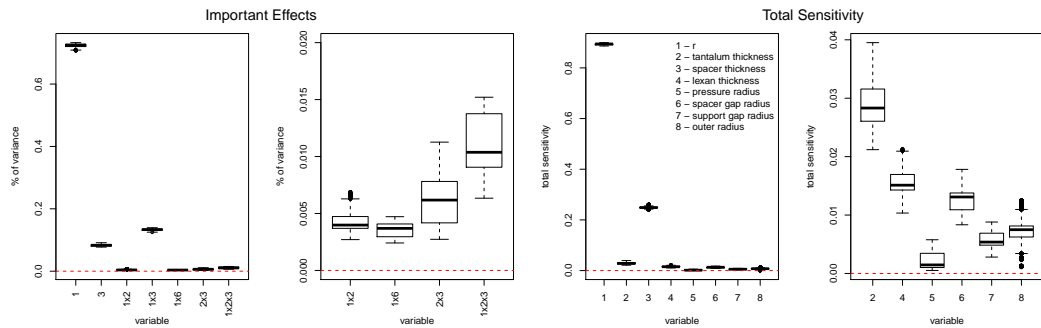 Important Effects
Total Sensitivity
% of variance
0.0
0.2
0.4
0.6
1
3
1x2
1x3
1x6
2x3
1x2x3
variable
% of variance
0.000
0.005
0.010
0.015
0.020
1x2
1x6
2x3
1x2x3
variable
total sensitivity
0.0
0.2
0.4
0.6
0.8
1 – r
2 – tantalum thickness
3 – spacer thickness
4 – lexan thickness
5 – pressure radius
6 – spacer gap radius
7 – support gap radius
8 – outer radius
1 2 3 4 5 6 7 8
variable
total sensitivity
0.00
0.01
0.02
0.03
0.04
2 4 5 6 7 8
variable